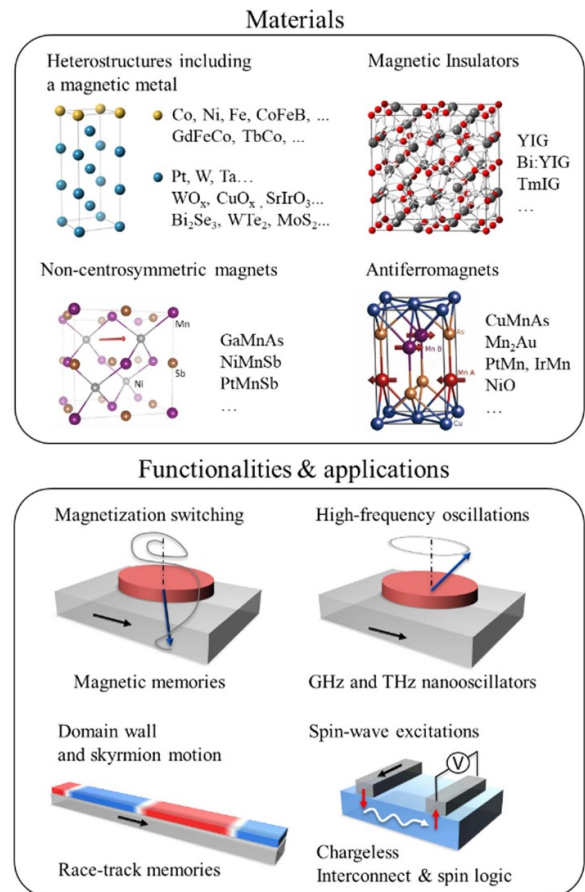 Materials
Heterostructures including
a magnetic metal
Co, Ni, Fe, CoFeB, ...
GdFeCo, TbCo, ...
Pt, W, Ta...
WOₓ, CuOₓ, SrIrO₃...
Bi₂Se₃, WTe₂, MoS₂...
Magnetic Insulators
YIG
Bi:YIG
TmIG
...
Non-centrosymmetric magnets
Mn
Sb
Ni
GaMnAs
NiMnSb
PtMnSb
...
Antiferromagnets
As
Mn B
Mn A
Cu
CuMnAs
Mn₂Au
PtMn, IrMn
NiO
...
Functionalities & applications
Magnetization switching
Magnetic memories
High-frequency oscillations
GHz and THz nanooscillators
Domain wall
and skyrmion motion
Race-track memories
Spin-wave excitations
V
Chargeless
Interconnect & spin logic